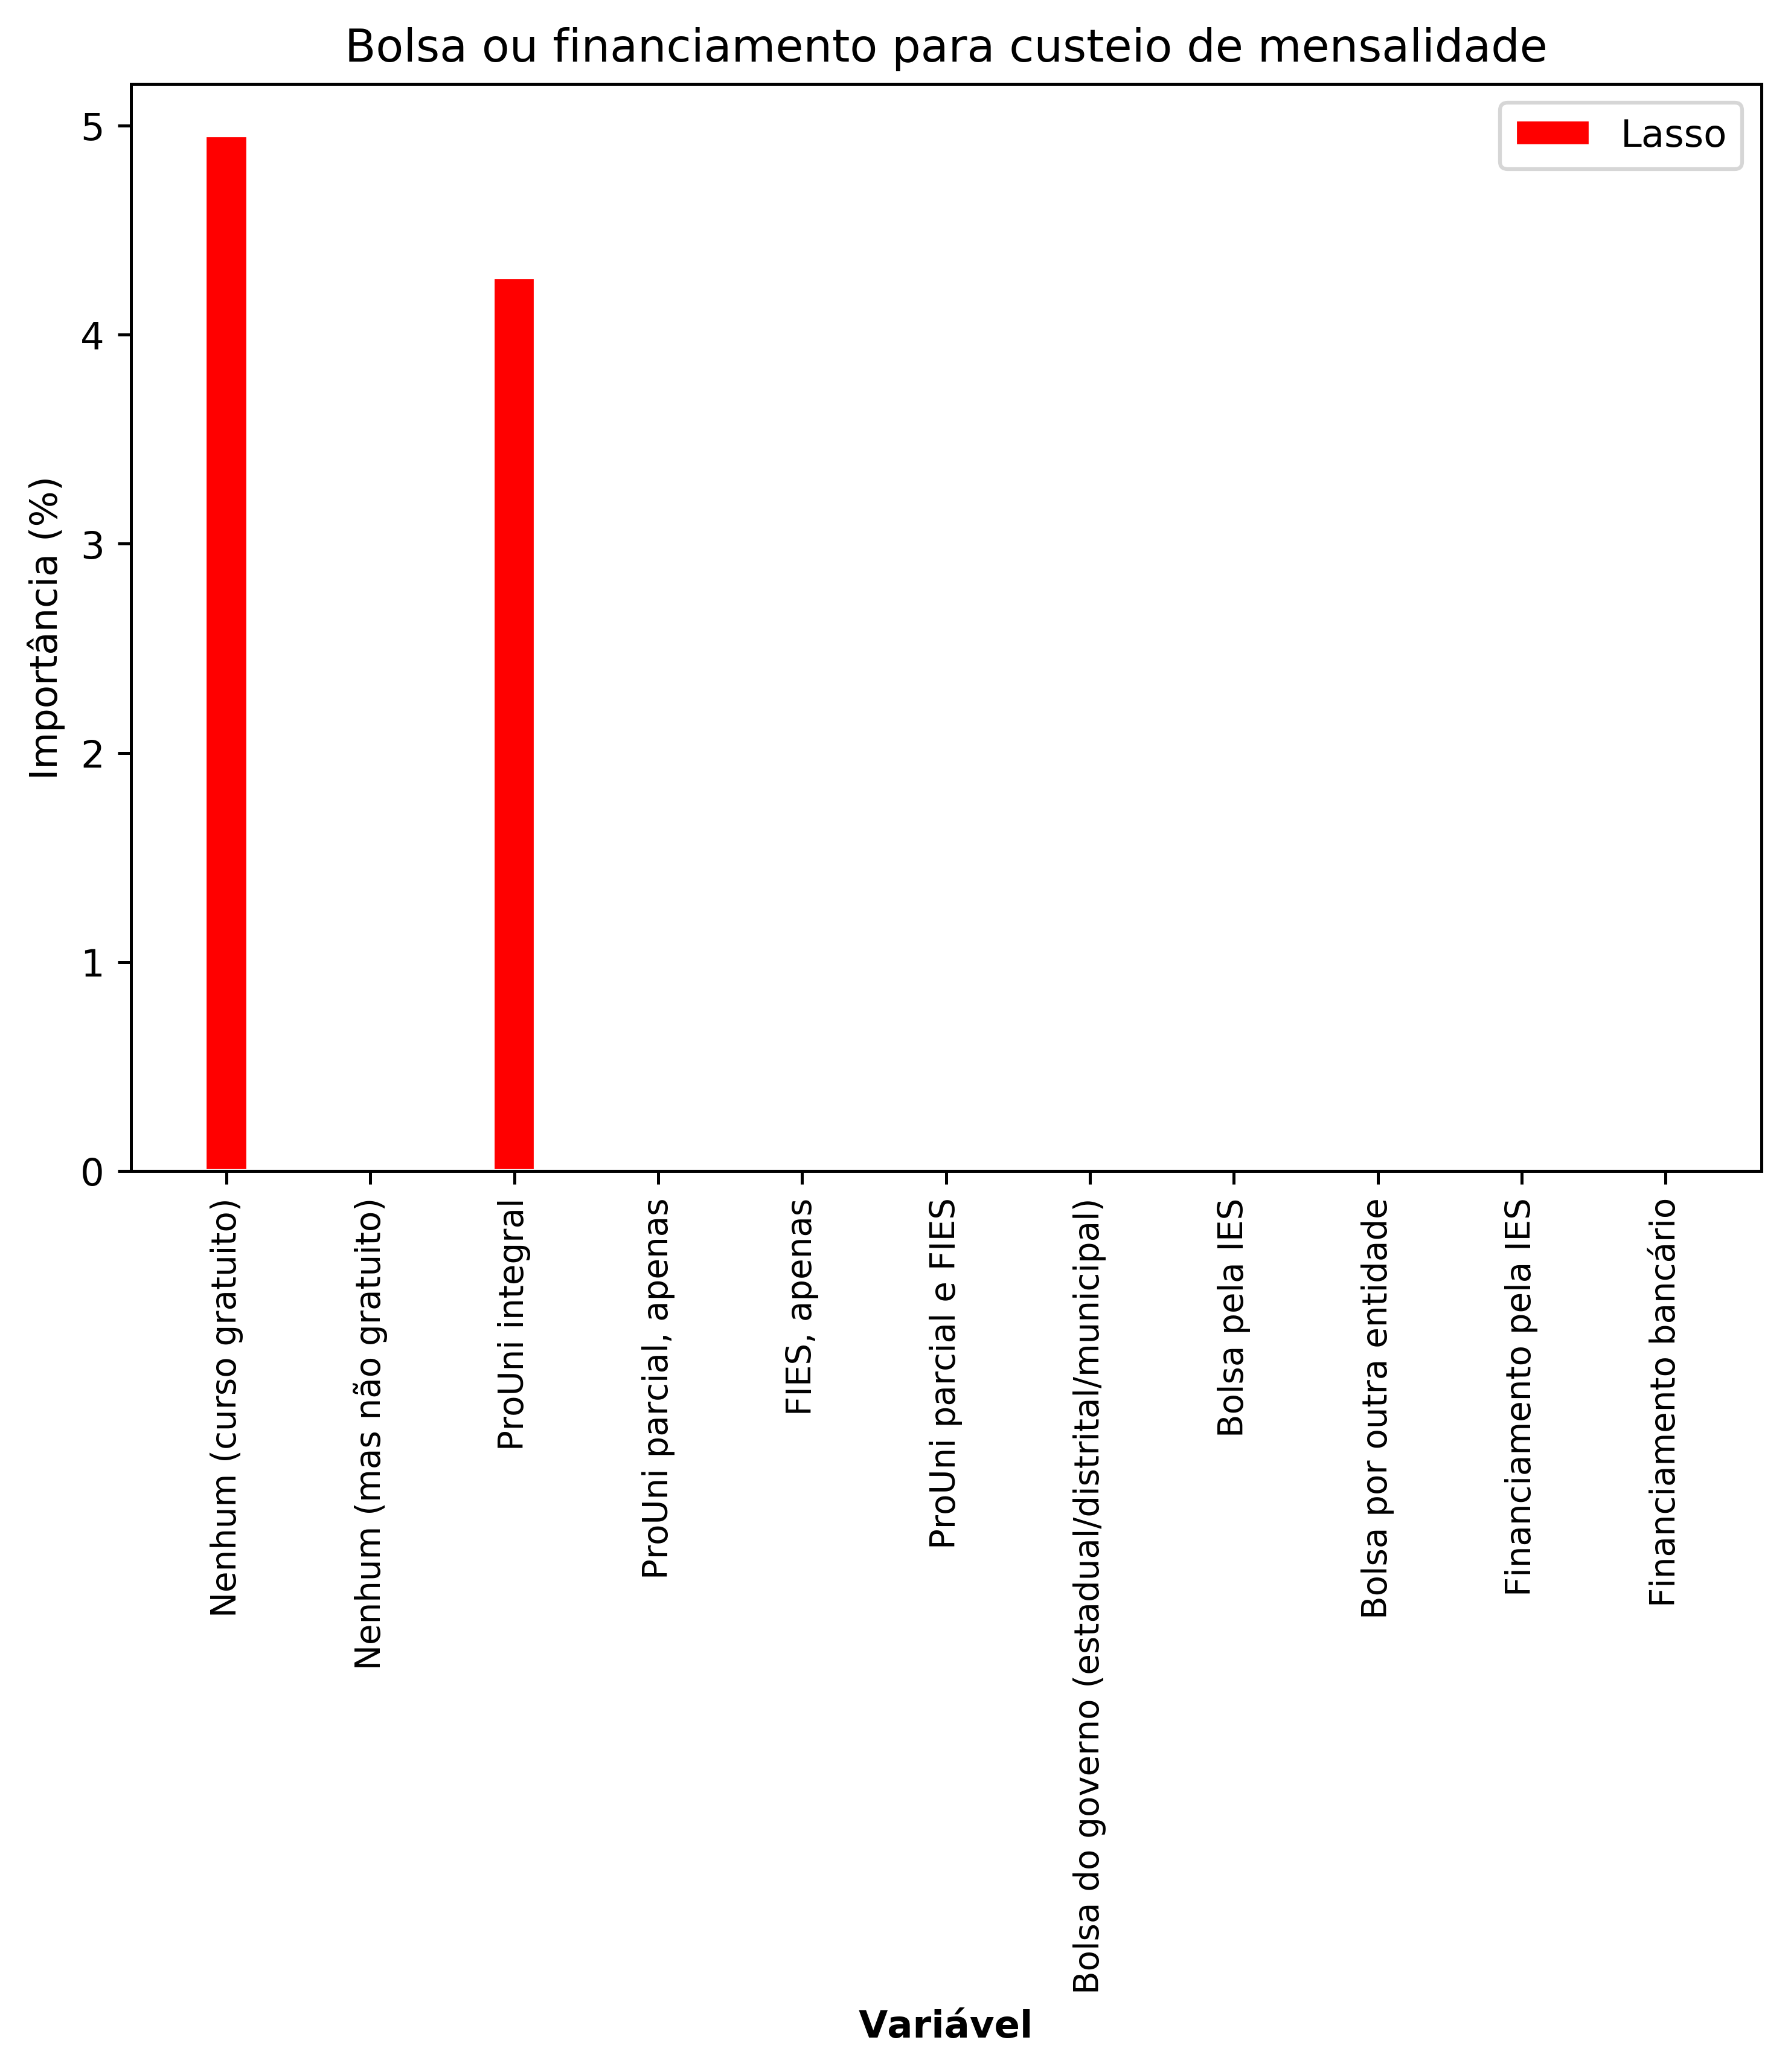 Bolsa ou financiamento para custeio de mensalidade
Lasso
Importância (%)
5
4
3
2
1
0
Nenhum (curso gratuito)
Nenhum (mas não gratuito)
ProUni integral
ProUni parcial, apenas
FIES, apenas
ProUni parcial e FIES
Bolsa do governo (estadual/distrital/municipal)
Bolsa pela IES
Bolsa por outra entidade
Financiamento pela IES
Financiamento bancário
Variável